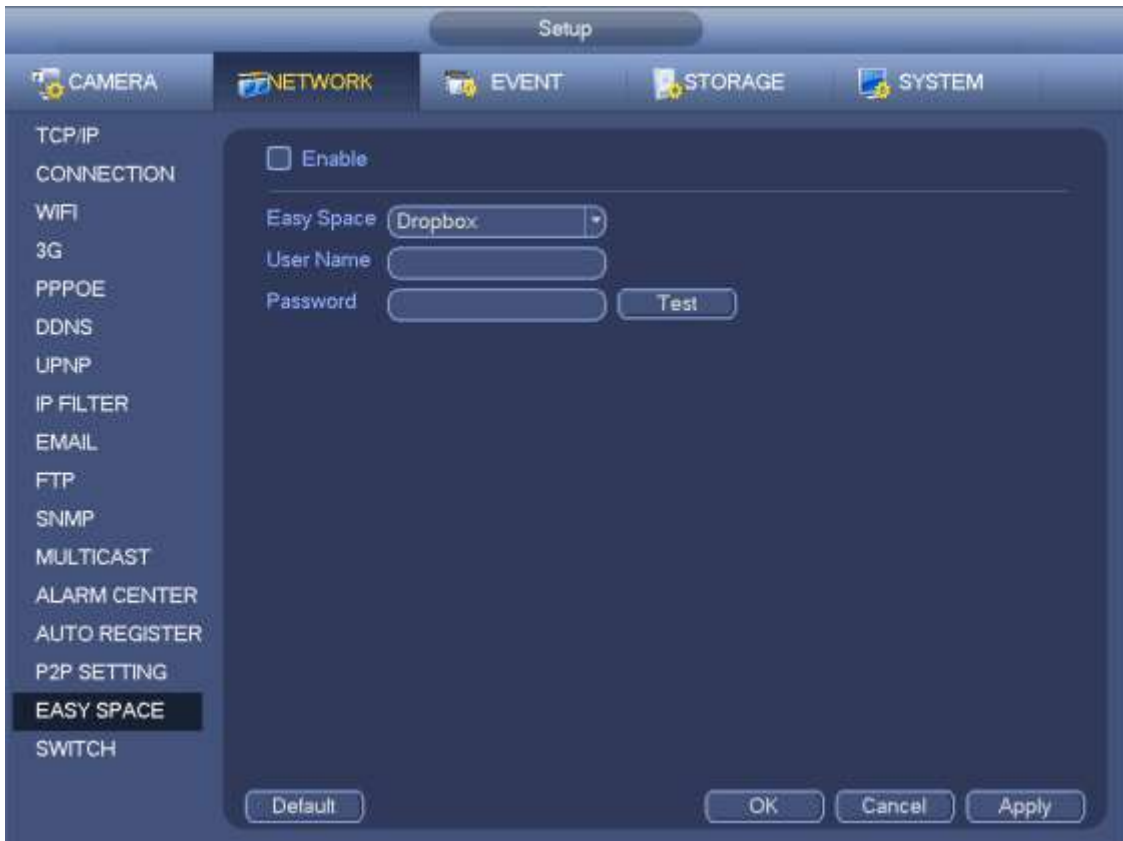 Setup
CAMERA NETWORK EVENT STORAGE SYSTEM
TCP/IP
CONNECTION
WIFI
3G
PPPOE
DDNS
UPNP
IP FILTER
EMAIL
FTP
SNMP
MULTICAST
ALARM CENTER
AUTO REGISTER
P2P SETTING
EASY SPACE
SWITCH
Enable
Easy Space Dropbox
User Name
Password Test
Default OK Cancel Apply